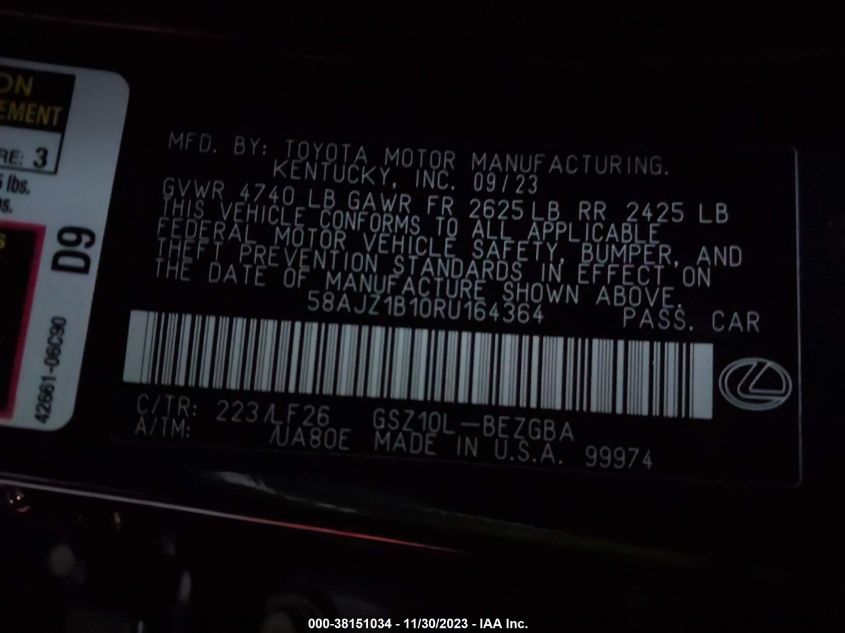 ON
EMENT
RE: 3
5 lbs.
os.
D9
42661-06C90
MFD. BY: TOYOTA MOTOR MANUFACTURING.
KENTUCKY, INC. 09/23
GVWR 4740 LB GAWR FR 2625 LB RR 2425 LB
THIS VEHICLE CONFORMS TO ALL APPLICABLE
FEDERAL MOTOR VEHICLE SAFETY, BUMPER, AND
THEFT PREVENTION STANDARDS IN EFFECT ON
THE DATE OF MANUFACTURE SHOWN ABOVE.
58AJZ1B10RU164364 PASS. CAR
C/TR: 223/LF26 GSZ10L-BEZGBA
A/TM: /UA80E MADE IN U.S.A. 99974
000-38151034 - 11/30/2023 - IAA Inc.